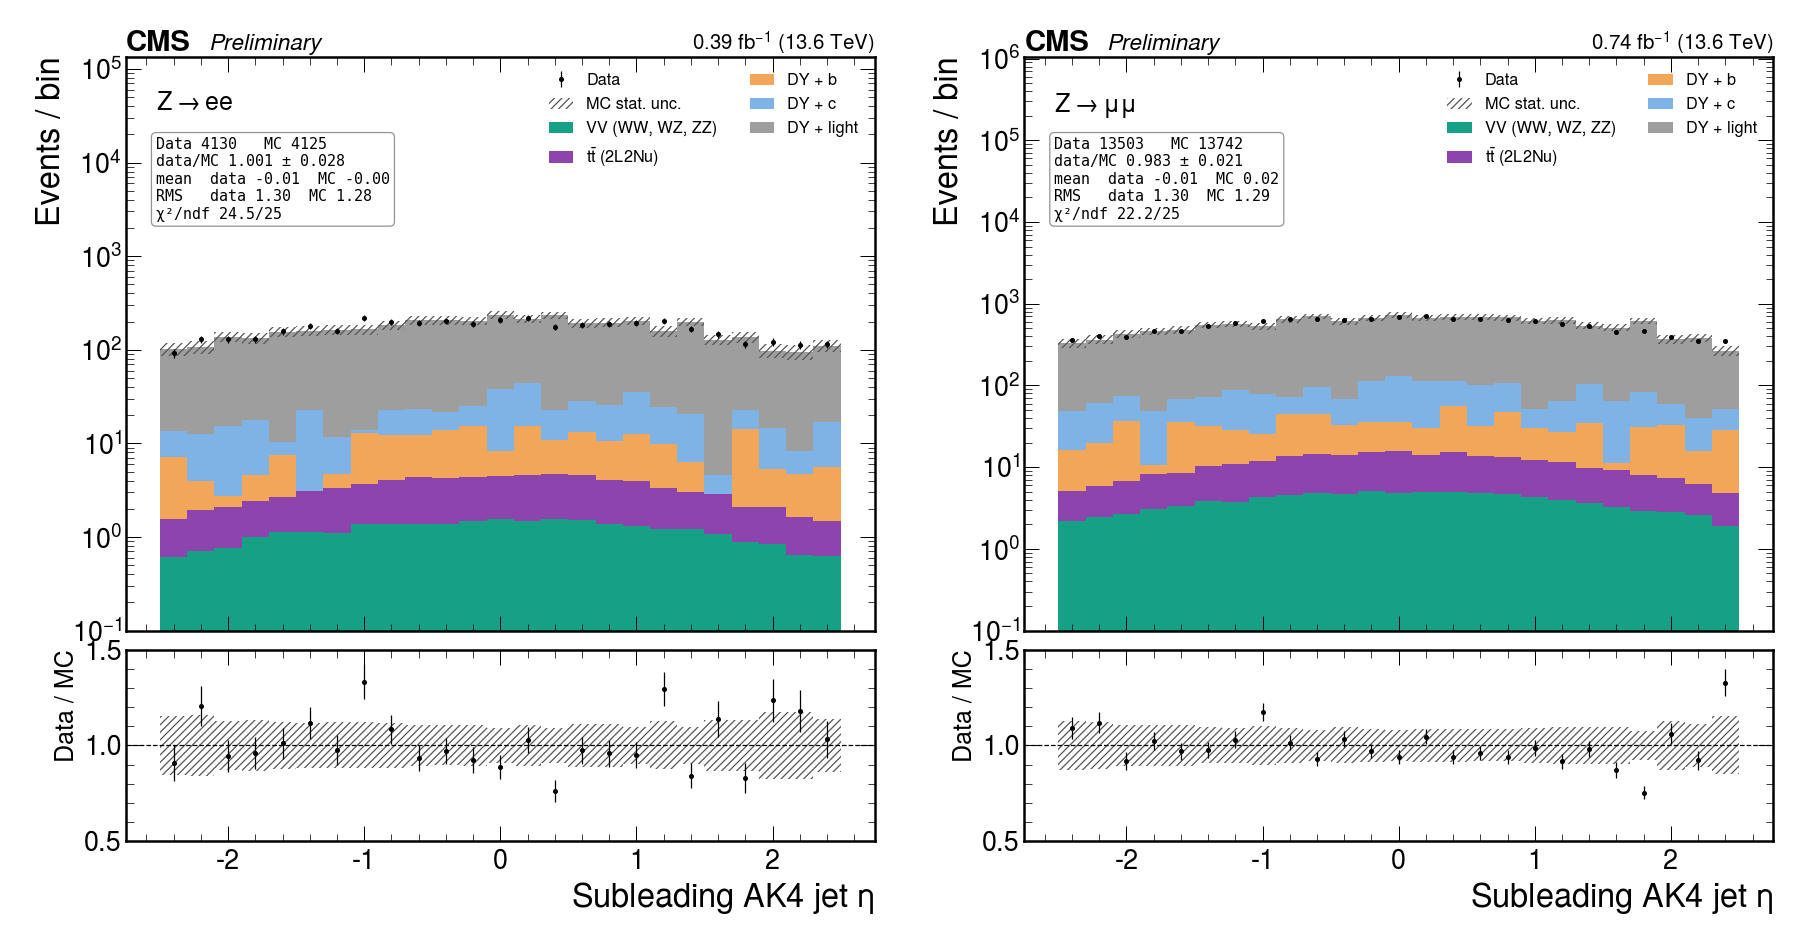 CMS Preliminary 0.39 fb⁻¹ (13.6 TeV)
Events / bin
10⁵
10⁴
10³
10²
10¹
10⁰
10⁻¹
Z → ee
Data 4130   MC 4125
data/MC 1.001 ± 0.028
mean  data -0.01  MC -0.00
RMS   data 1.30  MC 1.28
χ²/ndf 24.5/25
Data
MC stat. unc.
VV (WW, WZ, ZZ)
tt̄ (2L2Nu)
DY + b
DY + c
DY + light
Data / MC
1.5
1.0
0.5
-2 -1 0 1 2
Subleading AK4 jet η
CMS Preliminary 0.74 fb⁻¹ (13.6 TeV)
Events / bin
10⁶
10⁵
10⁴
10³
10²
10¹
10⁰
10⁻¹
Z → μμ
Data 13503   MC 13742
data/MC 0.983 ± 0.021
mean  data -0.01  MC 0.02
RMS   data 1.30  MC 1.29
χ²/ndf 22.2/25
Data
MC stat. unc.
VV (WW, WZ, ZZ)
tt̄ (2L2Nu)
DY + b
DY + c
DY + light
Data / MC
1.5
1.0
0.5
-2 -1 0 1 2
Subleading AK4 jet η